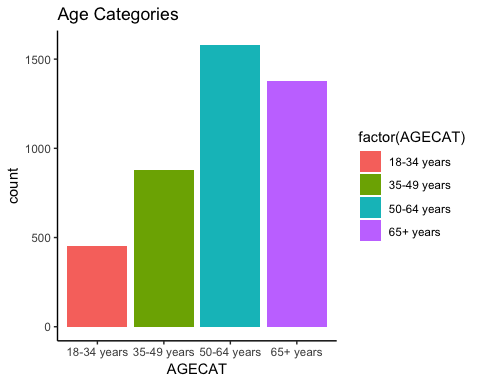 Age Categories
1500
1000
500
0
count
18-34 years 35-49 years 50-64 years 65+ years
AGECAT
factor(AGECAT)
18-34 years
35-49 years
50-64 years
65+ years